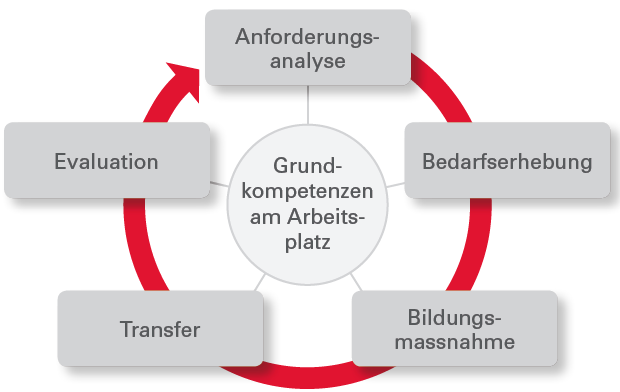 Anforderungs-
analyse
Evaluation
Bedarfserhebung
Grund-
kompetenzen
am Arbeits-
platz
Transfer
Bildungs-
massnahme